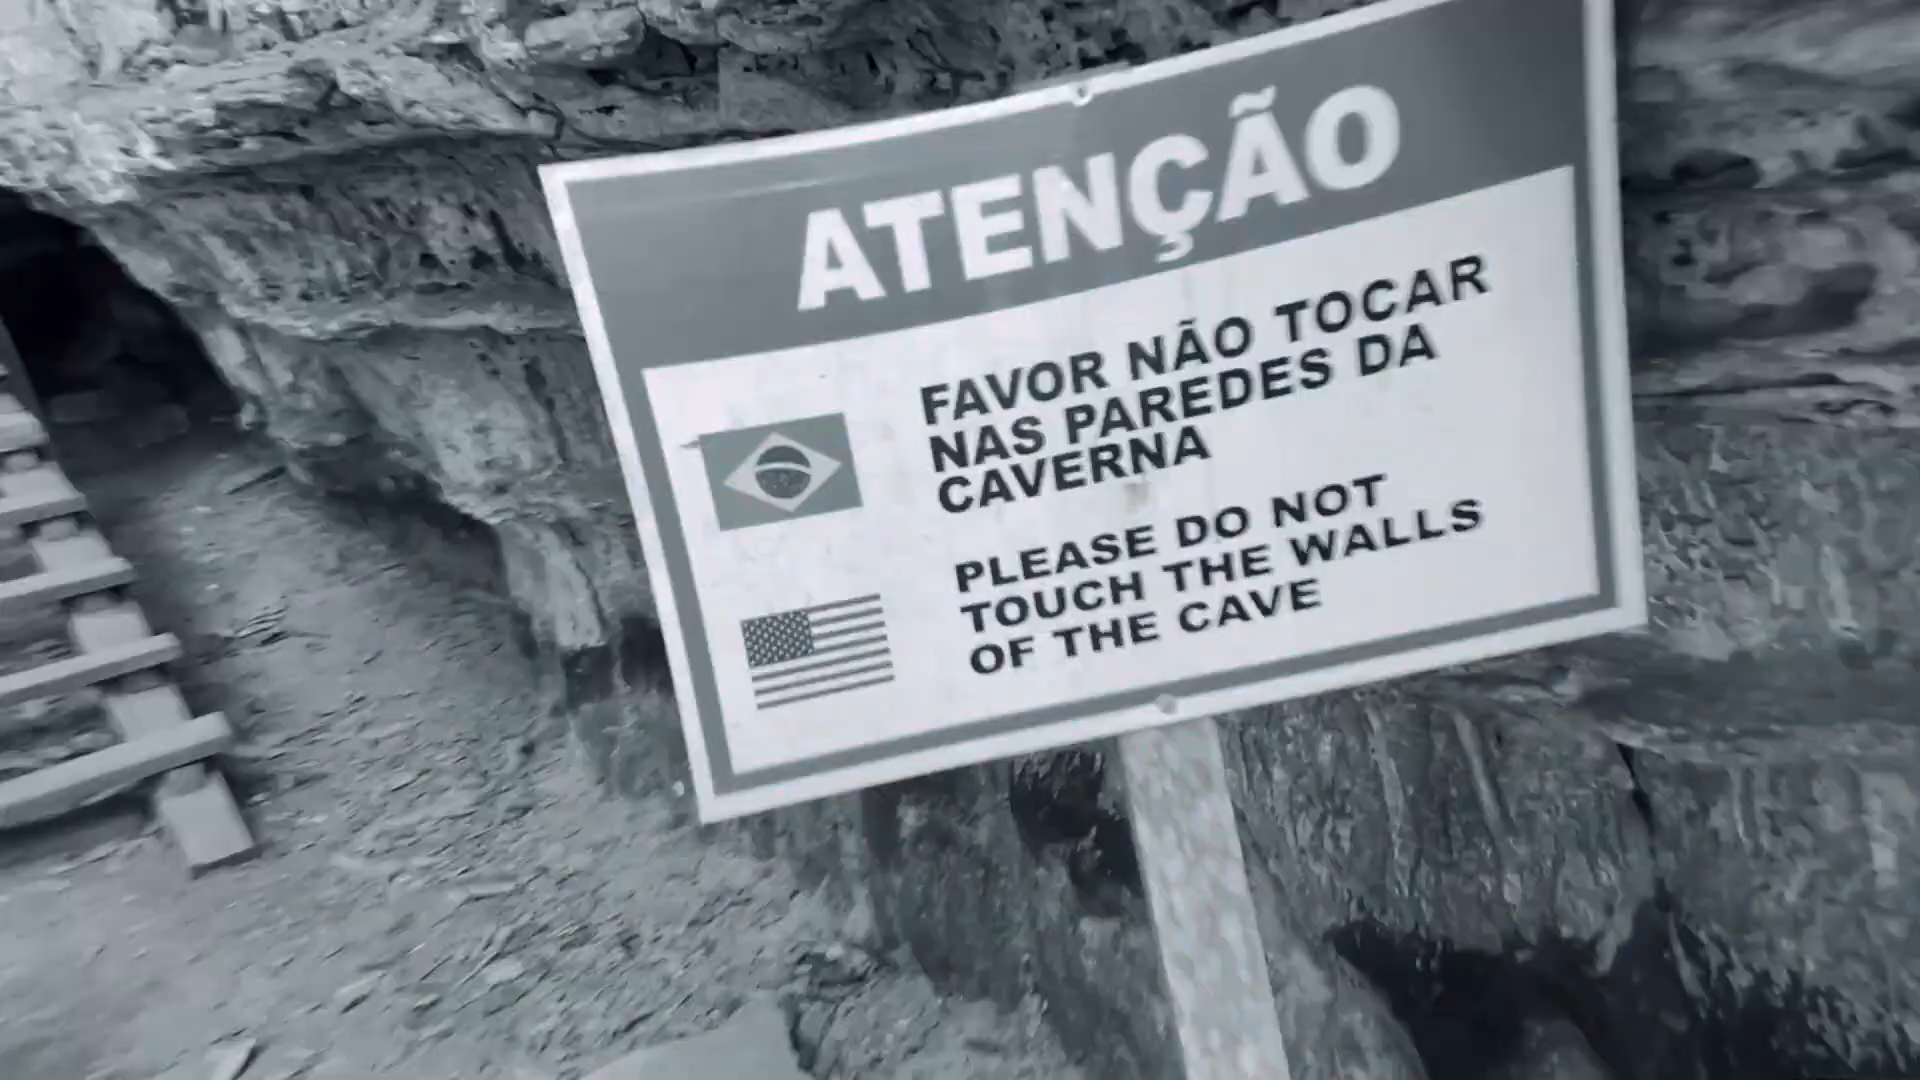 ATENÇÃO
FAVOR NÃO TOCAR
NAS PAREDES DA
CAVERNA
PLEASE DO NOT
TOUCH THE WALLS
OF THE CAVE